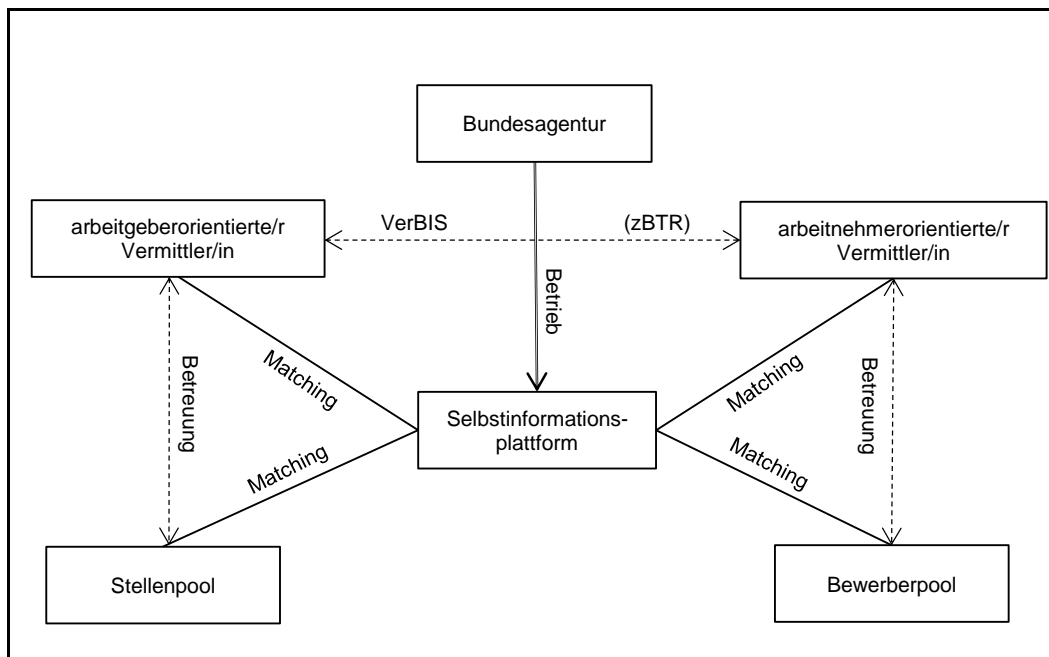 Bundesagentur
arbeitgeberorientierte/r
Vermittler/in
VerBIS
(zBTR)
arbeitnehmerorientierte/r
Vermittler/in
Betrieb
Betreuung
Matching
Matching
Selbstinformations-
plattform
Matching
Matching
Betreuung
Stellenpool
Bewerberpool